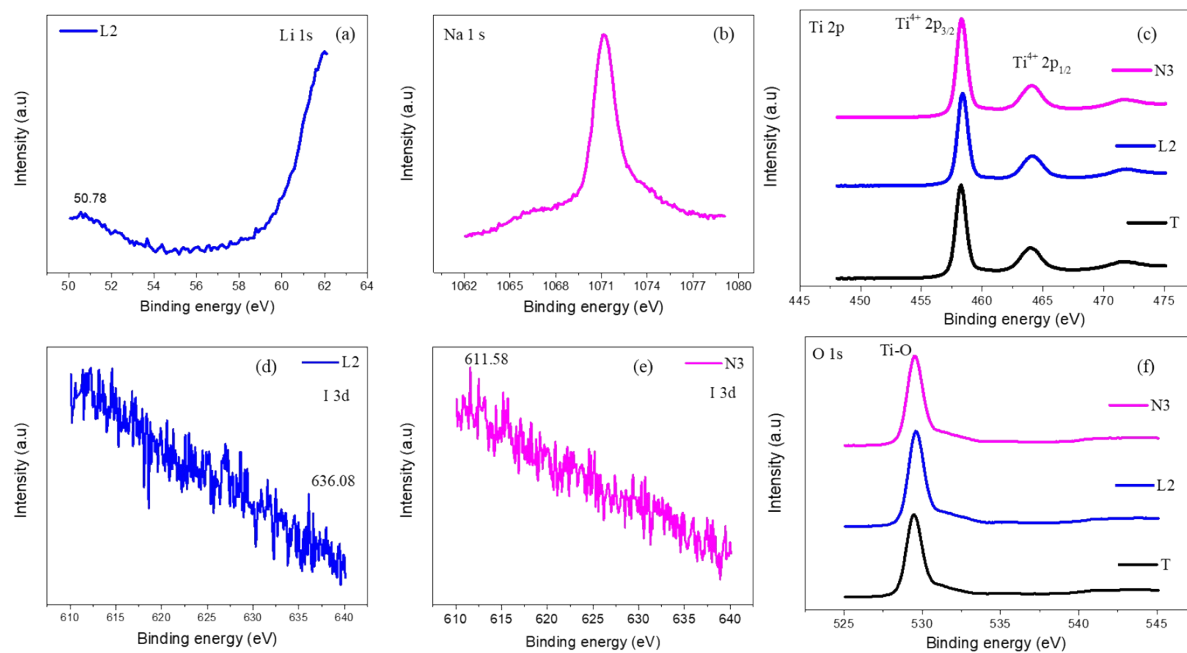 L2
Li 1s
(a)
50.78
Intensity (a.u)
50 52 54 56 58 60 62 64
Binding energy (eV)
Na 1 s
(b)
Intensity (a.u)
1062 1065 1068 1071 1074 1077 1080
Binding energy (eV)
Ti 2p
Ti⁴⁺ 2p₃/₂
(c)
Ti⁴⁺ 2p₁/₂
N3
L2
T
Intensity (a.u)
445 450 455 460 465 470 475
Binding energy (eV)
(d)
L2
I 3d
636.08
Intensity (a.u)
610 615 620 625 630 635 640
Binding energy (eV)
611.58
(e)
N3
I 3d
Intensity (a.u)
610 615 620 625 630 635 640
Binding energy (eV)
O 1s
Ti-O
(f)
N3
L2
T
Intensity (a.u)
525 530 535 540 545
Binding energy (eV)